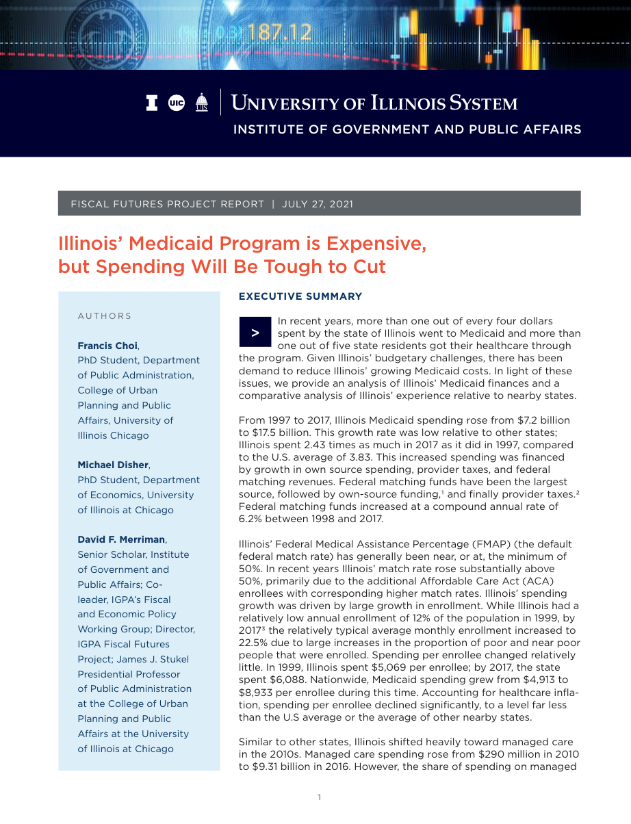 187.12
I UIC UIS UNIVERSITY OF ILLINOIS SYSTEM
INSTITUTE OF GOVERNMENT AND PUBLIC AFFAIRS
FISCAL FUTURES PROJECT REPORT | JULY 27, 2021
Illinois’ Medicaid Program is Expensive,
but Spending Will Be Tough to Cut
AUTHORS
Francis Choi,
PhD Student, Department
of Public Administration,
College of Urban
Planning and Public
Affairs, University of
Illinois Chicago
Michael Disher,
PhD Student, Department
of Economics, University
of Illinois at Chicago
David F. Merriman,
Senior Scholar, Institute
of Government and
Public Affairs; Co-
leader, IGPA’s Fiscal
and Economic Policy
Working Group; Director,
IGPA Fiscal Futures
Project; James J. Stukel
Presidential Professor
of Public Administration
at the College of Urban
Planning and Public
Affairs at the University
of Illinois at Chicago
EXECUTIVE SUMMARY
>
In recent years, more than one out of every four dollars
spent by the state of Illinois went to Medicaid and more than
one out of five state residents got their healthcare through
the program. Given Illinois’ budgetary challenges, there has been
demand to reduce Illinois’ growing Medicaid costs. In light of these
issues, we provide an analysis of Illinois’ Medicaid finances and a
comparative analysis of Illinois’ experience relative to nearby states.
From 1997 to 2017, Illinois Medicaid spending rose from $7.2 billion
to $17.5 billion. This growth rate was low relative to other states;
Illinois spent 2.43 times as much in 2017 as it did in 1997, compared
to the U.S. average of 3.83. This increased spending was financed
by growth in own source spending, provider taxes, and federal
matching revenues. Federal matching funds have been the largest
source, followed by own-source funding,¹ and finally provider taxes.²
Federal matching funds increased at a compound annual rate of
6.2% between 1998 and 2017.
Illinois’ Federal Medical Assistance Percentage (FMAP) (the default
federal match rate) has generally been near, or at, the minimum of
50%. In recent years Illinois’ match rate rose substantially above
50%, primarily due to the additional Affordable Care Act (ACA)
enrollees with corresponding higher match rates. Illinois’ spending
growth was driven by large growth in enrollment. While Illinois had a
relatively low annual enrollment of 12% of the population in 1999, by
2017³ the relatively typical average monthly enrollment increased to
22.5% due to large increases in the proportion of poor and near poor
people that were enrolled. Spending per enrollee changed relatively
little. In 1999, Illinois spent $5,069 per enrollee; by 2017, the state
spent $6,088. Nationwide, Medicaid spending grew from $4,913 to
$8,933 per enrollee during this time. Accounting for healthcare infla-
tion, spending per enrollee declined significantly, to a level far less
than the U.S average or the average of other nearby states.
Similar to other states, Illinois shifted heavily toward managed care
in the 2010s. Managed care spending rose from $290 million in 2010
to $9.31 billion in 2016. However, the share of spending on managed
1